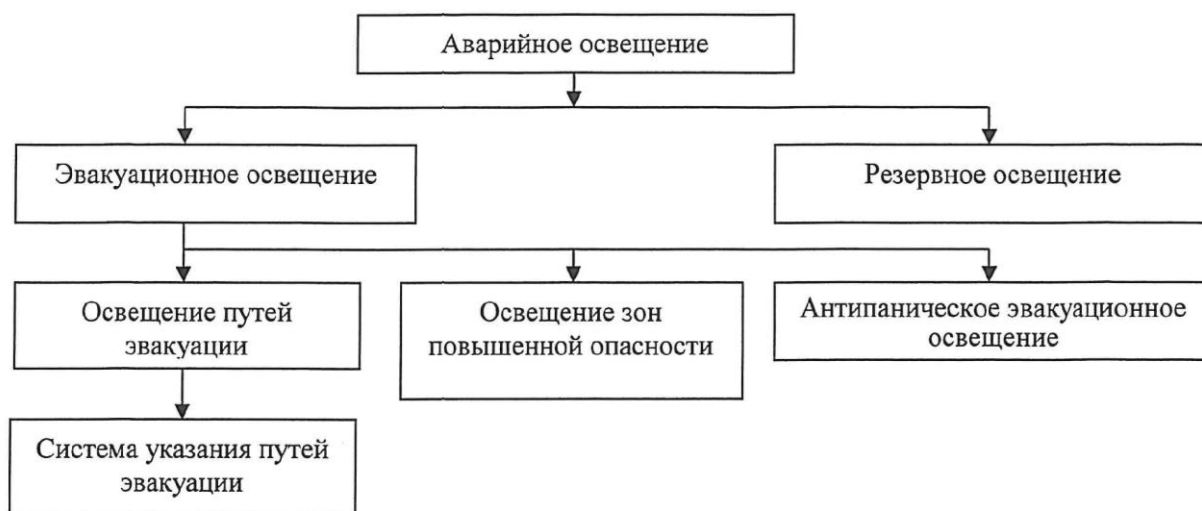 Аварийное освещение
Эвакуационное освещение
Резервное освещение
Освещение путей
эвакуации
Освещение зон
повышенной опасности
Антипаническое эвакуационное
освещение
Система указания путей
эвакуации